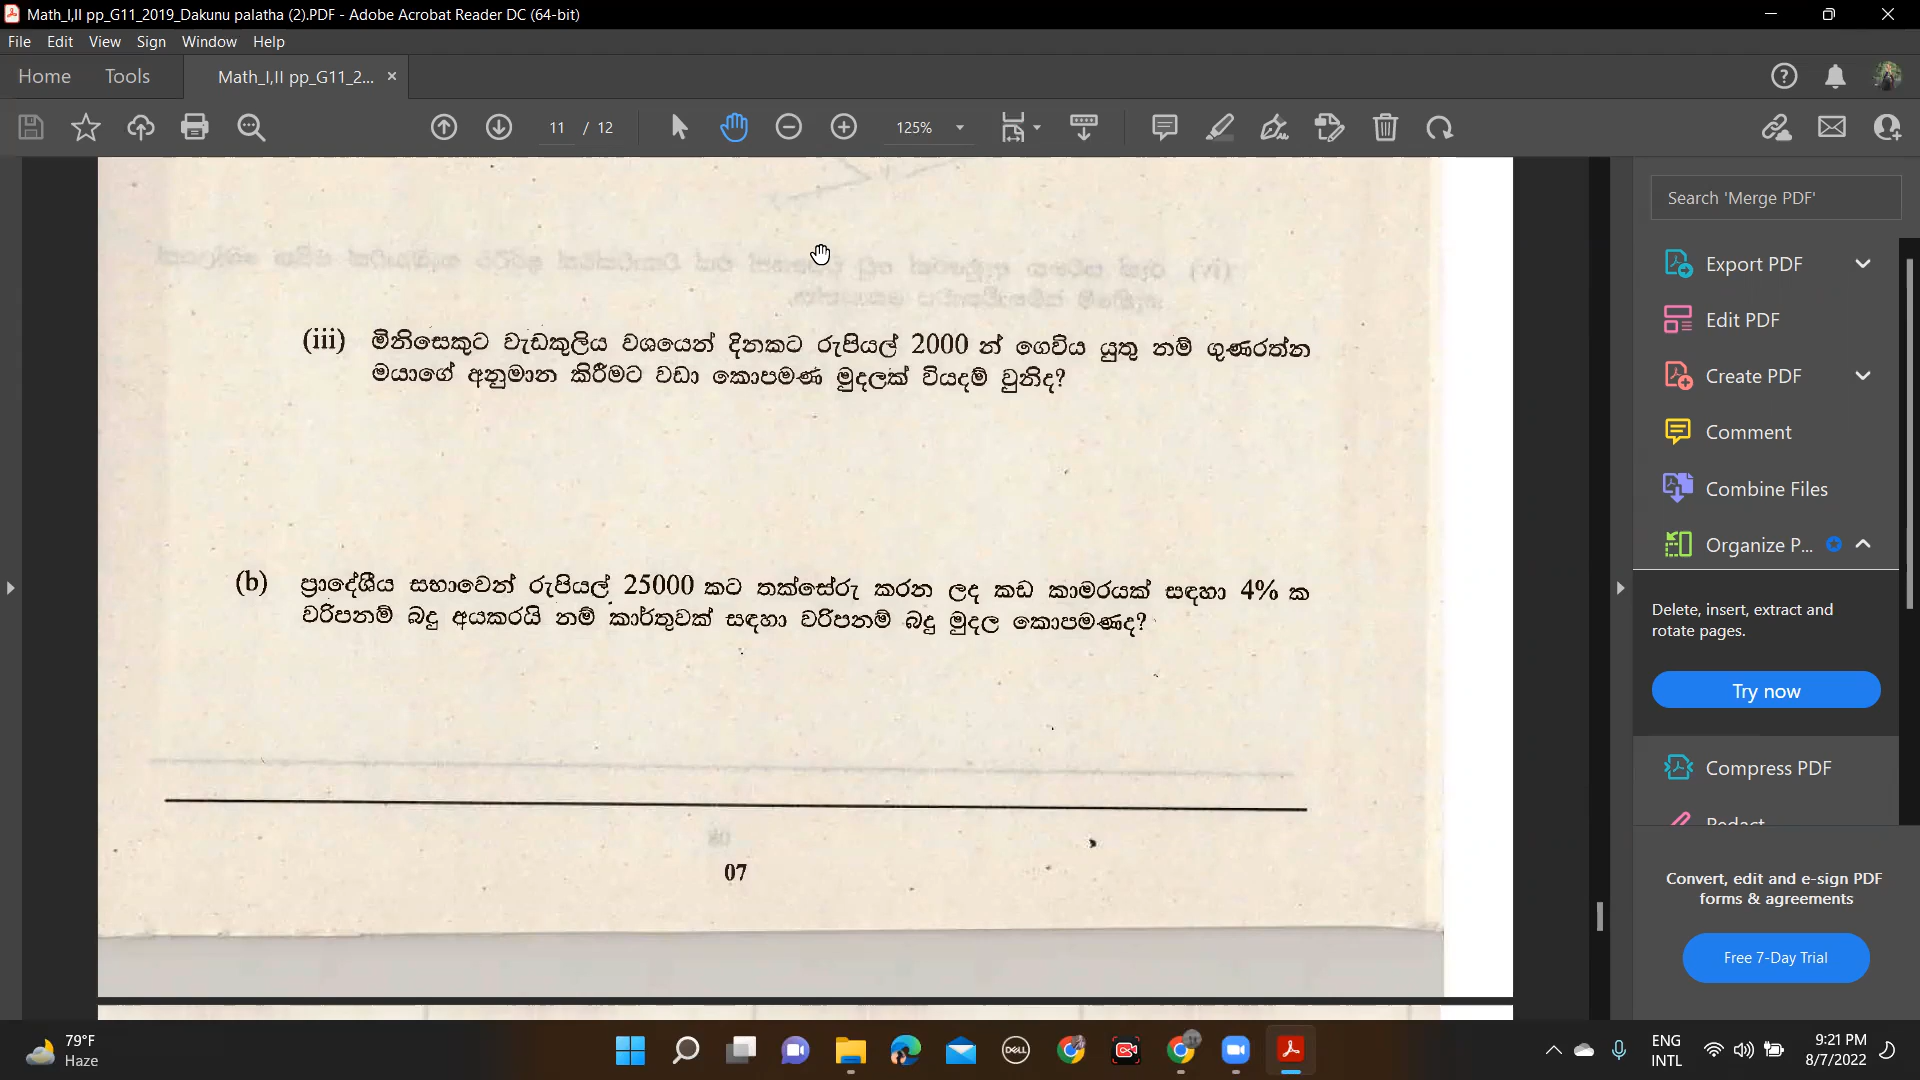 Math_I,II pp_G11_2019_Dakunu palatha (2).PDF - Adobe Acrobat Reader DC (64-bit)
File Edit View Sign Window Help
Home Tools Math_I,II pp_G11_2... ×
11 / 12 125%
Search 'Merge PDF'
Export PDF
Edit PDF
Create PDF
Comment
Combine Files
Organize P...
Delete, insert, extract and
rotate pages.
Try now
Compress PDF
Redact
Convert, edit and e-sign PDF
forms & agreements
Free 7-Day Trial
(iii) මිනිසෙකුට වැඩකුලිය වශයෙන් දිනකට රුපියල් 2000 න් ගෙවිය යුතු නම් ගුණරත්න
මයාගේ අනුමාන කිරීමට වඩා කොපමණ මුදලක් වියදම් වුනිද?
(b) ප්‍රාදේශීය සභාවෙන් රුපියල් 25000 කට තක්සේරු කරන ලද කඩ කාමරයක් සඳහා 4% ක
වරිපනම් බදු අයකරයි නම් කාර්තුවක් සඳහා වරිපනම් බදු මුදල කොපමණද?
07
79°F
Haze
DELL
ENG
INTL
9:21 PM
8/7/2022